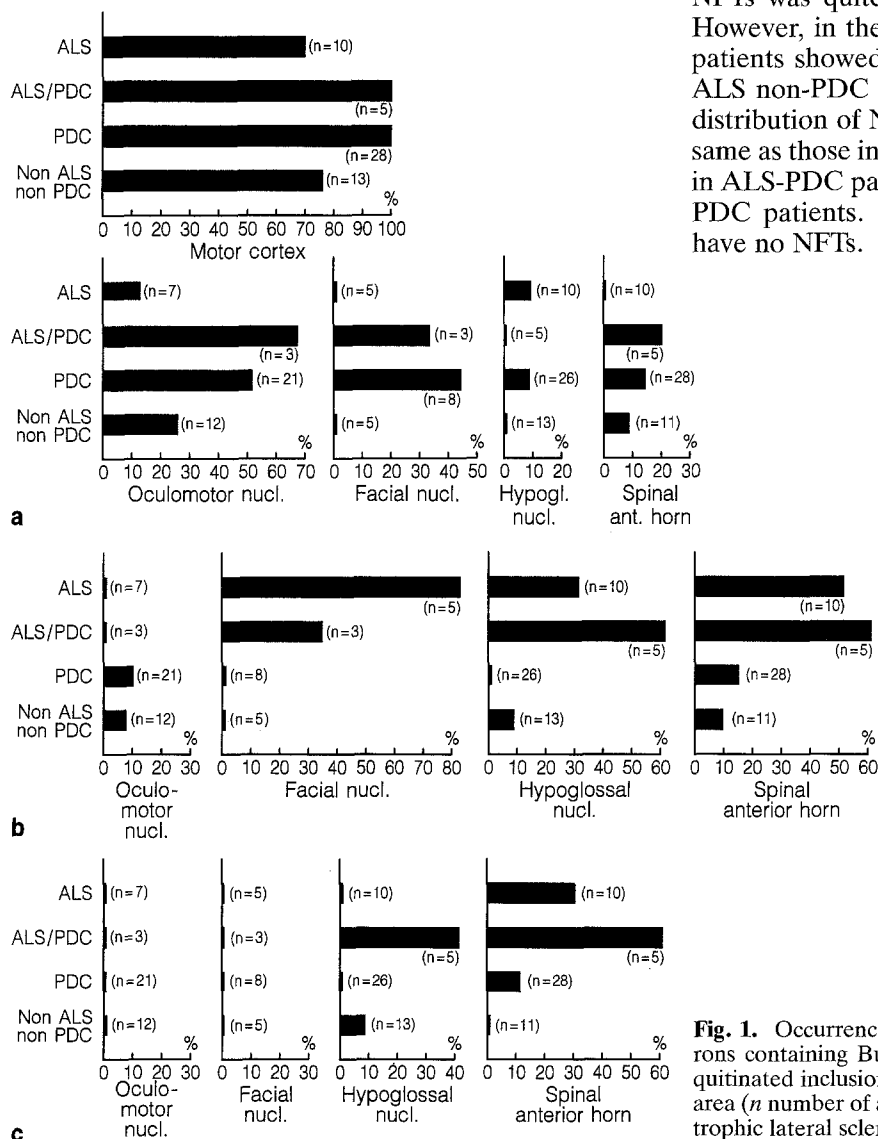 NFTs was quite
However, in the
patients showed
ALS non-PDC
distribution of N
same as those in
in ALS-PDC pa
PDC patients.
have no NFTs.
ALS (n=10)
ALS/PDC (n=5)
PDC (n=28)
Non ALS
non PDC (n=13)
%
0 10 20 30 40 50 60 70 80 90 100
Motor cortex
ALS (n=7) (n=5) (n=10) (n=10)
ALS/PDC (n=3) (n=3) (n=5) (n=5)
PDC (n=21) (n=8) (n=26) (n=28)
Non ALS
non PDC (n=12) (n=5) (n=13) (n=11)
% % % %
0 10 20 30 40 50 60 70 0 10 20 30 40 50 0 10 20 0 10 20 30
Oculomotor nucl. Facial nucl. Hypogl. nucl. Spinal ant. horn
a
ALS (n=7) (n=5) (n=10) (n=10)
ALS/PDC (n=3) (n=3) (n=5) (n=5)
PDC (n=21) (n=8) (n=26) (n=28)
Non ALS
non PDC (n=12) (n=5) (n=13) (n=11)
% % % %
0 10 20 30 0 10 20 30 40 50 60 70 80 0 10 20 30 40 50 60 0 10 20 30 40 50 60
Oculo-
motor
nucl.
Facial nucl.
Hypoglossal
nucl.
Spinal
anterior horn
b
ALS (n=7) (n=5) (n=10) (n=10)
ALS/PDC (n=3) (n=3) (n=5) (n=5)
PDC (n=21) (n=8) (n=26) (n=28)
Non ALS
non PDC (n=12) (n=5) (n=13) (n=11)
% % % %
0 10 20 30 0 10 20 30 0 10 20 30 40 0 10 20 30 40 50 60
Oculo-
motor
nucl.
Facial
nucl.
Hypoglossal
nucl.
Spinal
anterior horn
c
Fig. 1. Occurrenc
rons containing Bu
quitinated inclusion
area (n number of a
trophic lateral scler